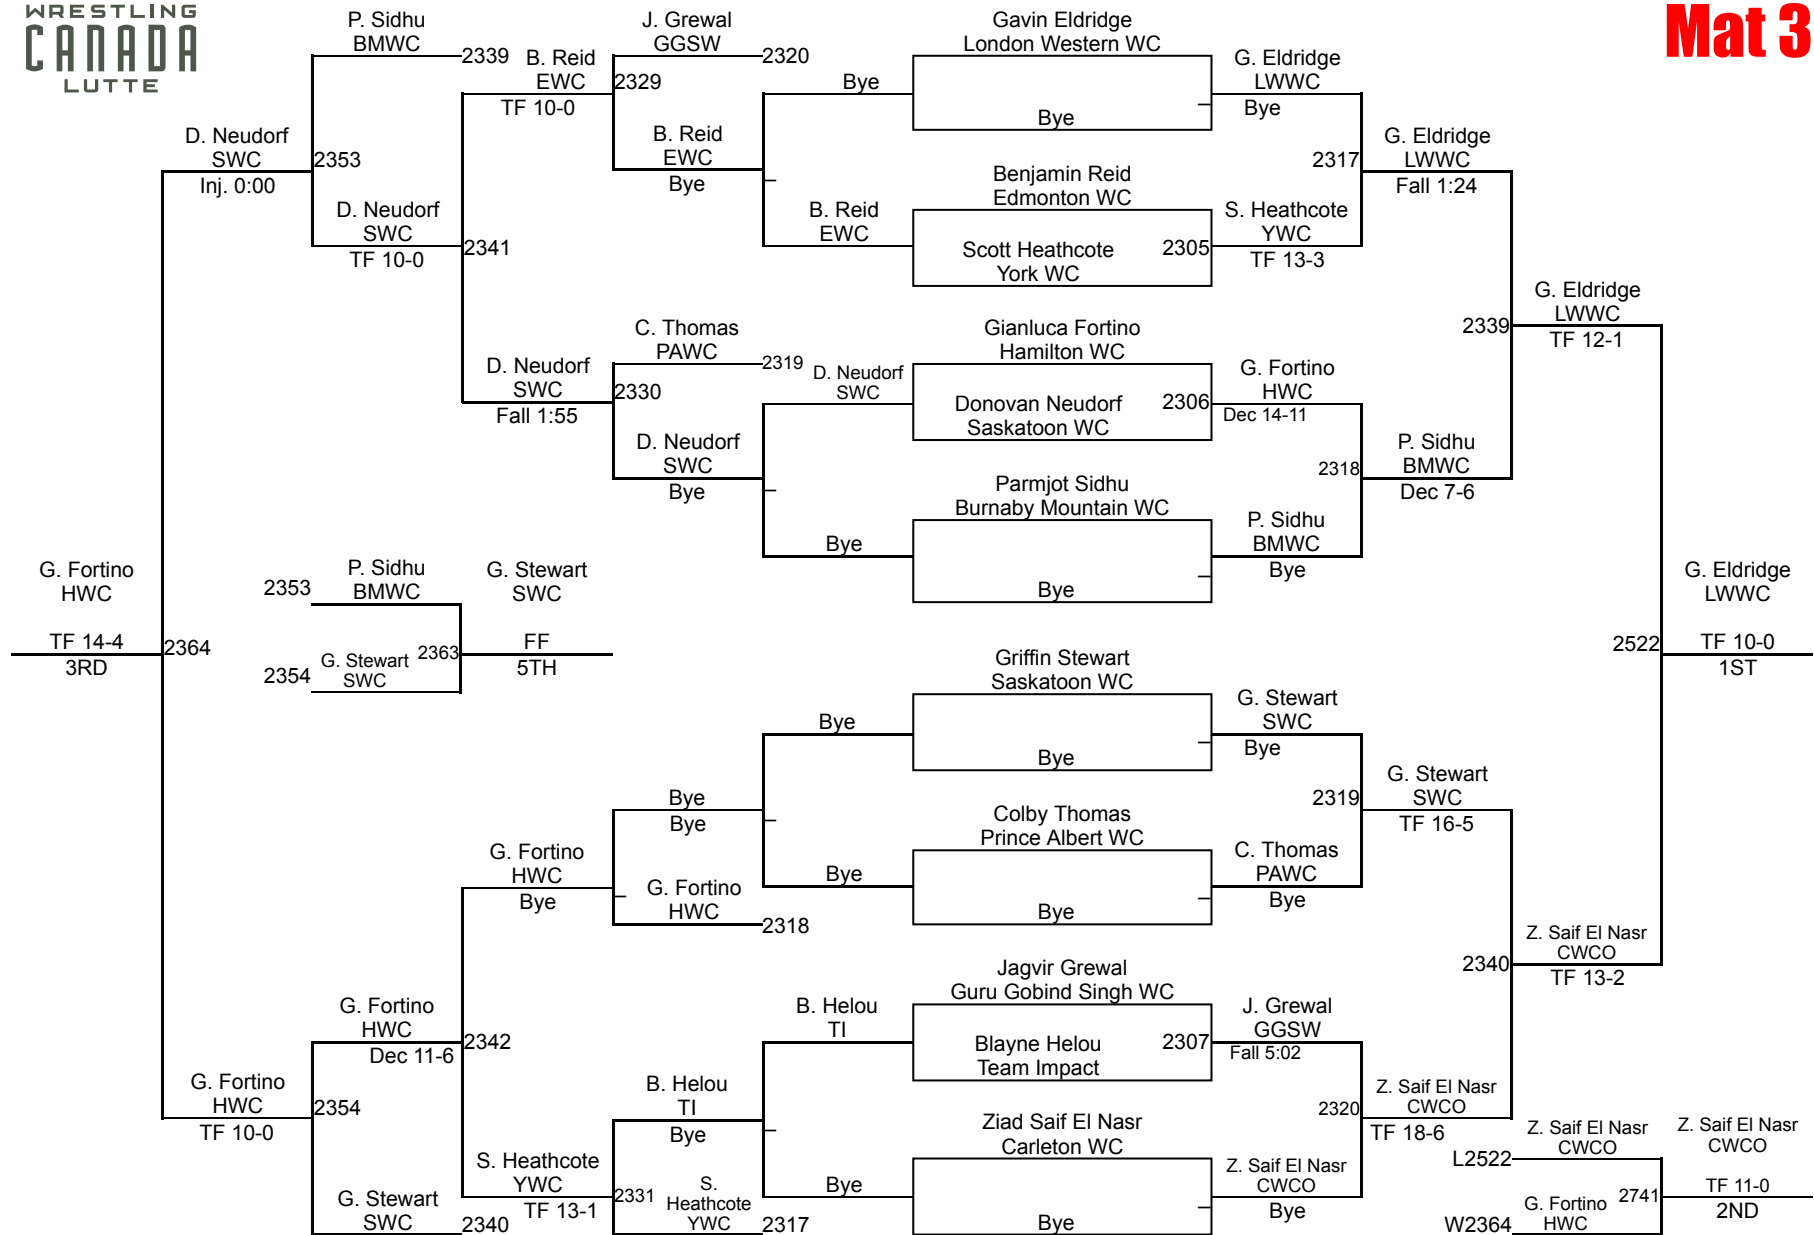 WRESTLING
CANADA
LUTTE
Mat 3
P. Sidhu
BMWC
2339
B. Reid
EWC
TF 10-0
J. Grewal
GGSW
2320
2329
B. Reid
EWC
Bye
Bye
Gavin Eldridge
London Western WC
Bye
G. Eldridge
LWWC
Bye
D. Neudorf
SWC
Inj. 0:00
2353
D. Neudorf
SWC
TF 10-0
2341
B. Reid
EWC
Benjamin Reid
Edmonton WC
Scott Heathcote
York WC
2305
S. Heathcote
YWC
TF 13-3
2317
G. Eldridge
LWWC
Fall 1:24
C. Thomas
PAWC
2319
D. Neudorf
SWC
Fall 1:55
2330
D. Neudorf
SWC
Bye
D. Neudorf
SWC
Gianluca Fortino
Hamilton WC
Donovan Neudorf
Saskatoon WC
2306
G. Fortino
HWC
Dec 14-11
2339
G. Eldridge
LWWC
TF 12-1
Bye
Parmjot Sidhu
Burnaby Mountain WC
Bye
P. Sidhu
BMWC
Bye
2318
P. Sidhu
BMWC
Dec 7-6
G. Fortino
HWC
TF 14-4
3RD
2364
2353
P. Sidhu
BMWC
2354
G. Stewart
SWC
2363
G. Stewart
SWC
FF
5TH
2522
G. Eldridge
LWWC
TF 10-0
1ST
Bye
Griffin Stewart
Saskatoon WC
Bye
G. Stewart
SWC
Bye
Bye
Bye
2319
G. Stewart
SWC
TF 16-5
Bye
Colby Thomas
Prince Albert WC
Bye
C. Thomas
PAWC
Bye
G. Fortino
HWC
Bye
G. Fortino
HWC
2318
G. Fortino
HWC
Dec 11-6
2342
B. Helou
TI
Jagvir Grewal
Guru Gobind Singh WC
Blayne Helou
Team Impact
2307
J. Grewal
GGSW
Fall 5:02
2340
Z. Saif El Nasr
CWCO
TF 13-2
G. Fortino
HWC
TF 10-0
2354
B. Helou
TI
Bye
2320
Z. Saif El Nasr
CWCO
TF 18-6
Bye
Ziad Saif El Nasr
Carleton WC
Bye
Z. Saif El Nasr
CWCO
Bye
S. Heathcote
YWC
TF 13-1
2331
S.
Heathcote
YWC
2317
G. Stewart
SWC
2340
L2522
Z. Saif El Nasr
CWCO
W2364
G. Fortino
HWC
2741
Z. Saif El Nasr
CWCO
TF 11-0
2ND